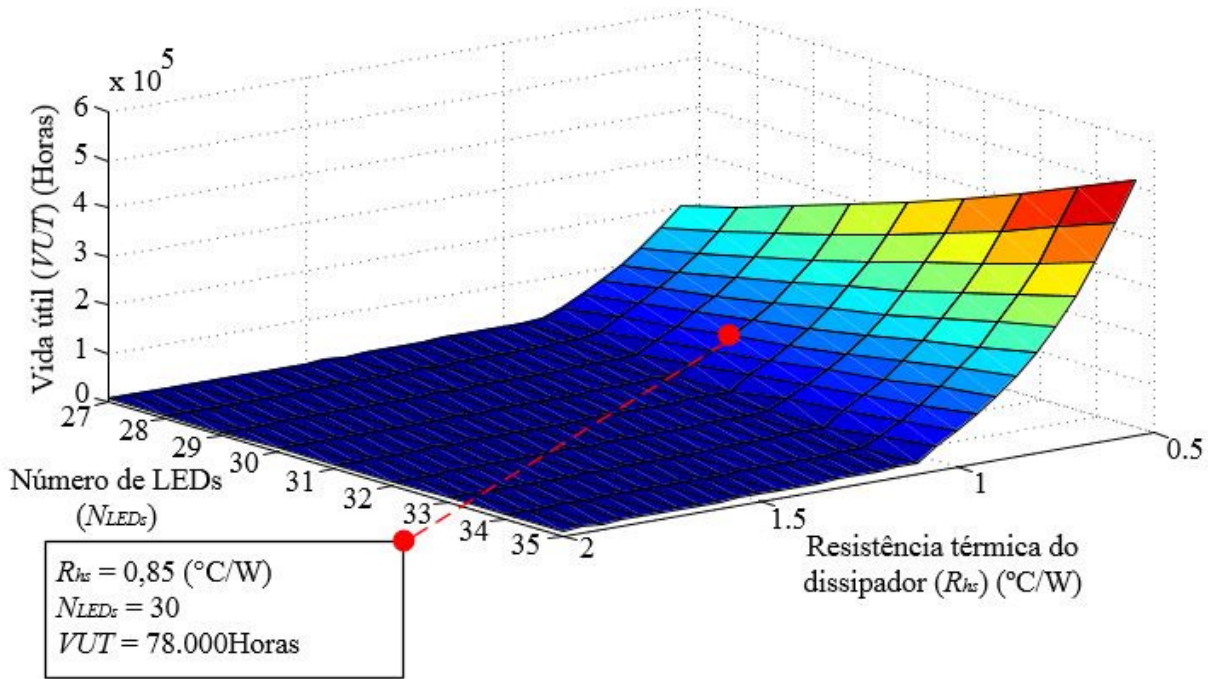 x 10⁵
Vida útil (VUT) (Horas)
6
5
4
3
2
1
0
27
28
29
30
31
32
33
34
35
Número de LEDs
(NLEDs)
2
1.5
1
0.5
Resistência térmica do
dissipador (Rhs) (ºC/W)
Rhs = 0,85 (°C/W)
NLEDs = 30
VUT = 78.000Horas